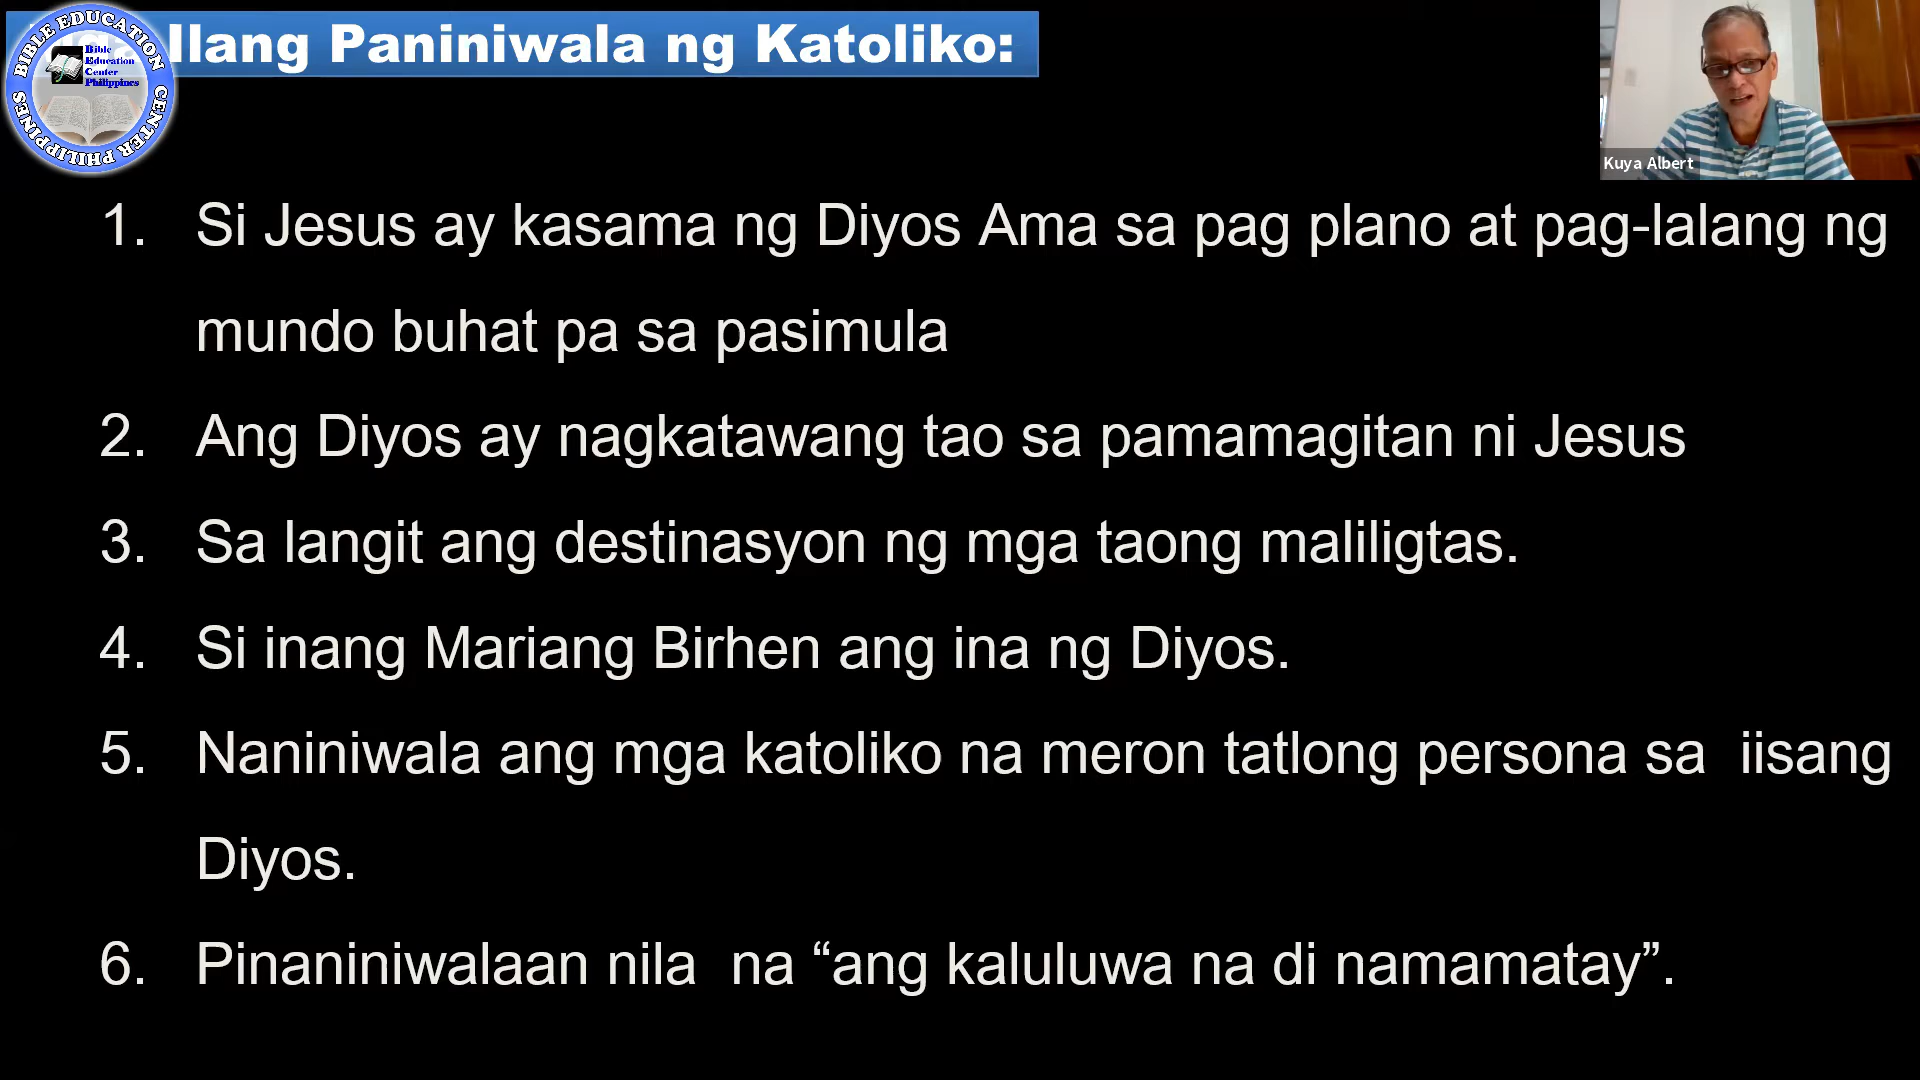 Ilang Paniniwala ng Katoliko:
BIBLE EDUCATION CENTER PHILIPPINES
Bible
Education
Center
Philippines
Kuya Albert
1. Si Jesus ay kasama ng Diyos Ama sa pag plano at pag-lalang ng
mundo buhat pa sa pasimula
2. Ang Diyos ay nagkatawang tao sa pamamagitan ni Jesus
3. Sa langit ang destinasyon ng mga taong maliligtas.
4. Si inang Mariang Birhen ang ina ng Diyos.
5. Naniniwala ang mga katoliko na meron tatlong persona sa iisang
Diyos.
6. Pinaniniwalaan nila na “ang kaluluwa na di namamatay”.